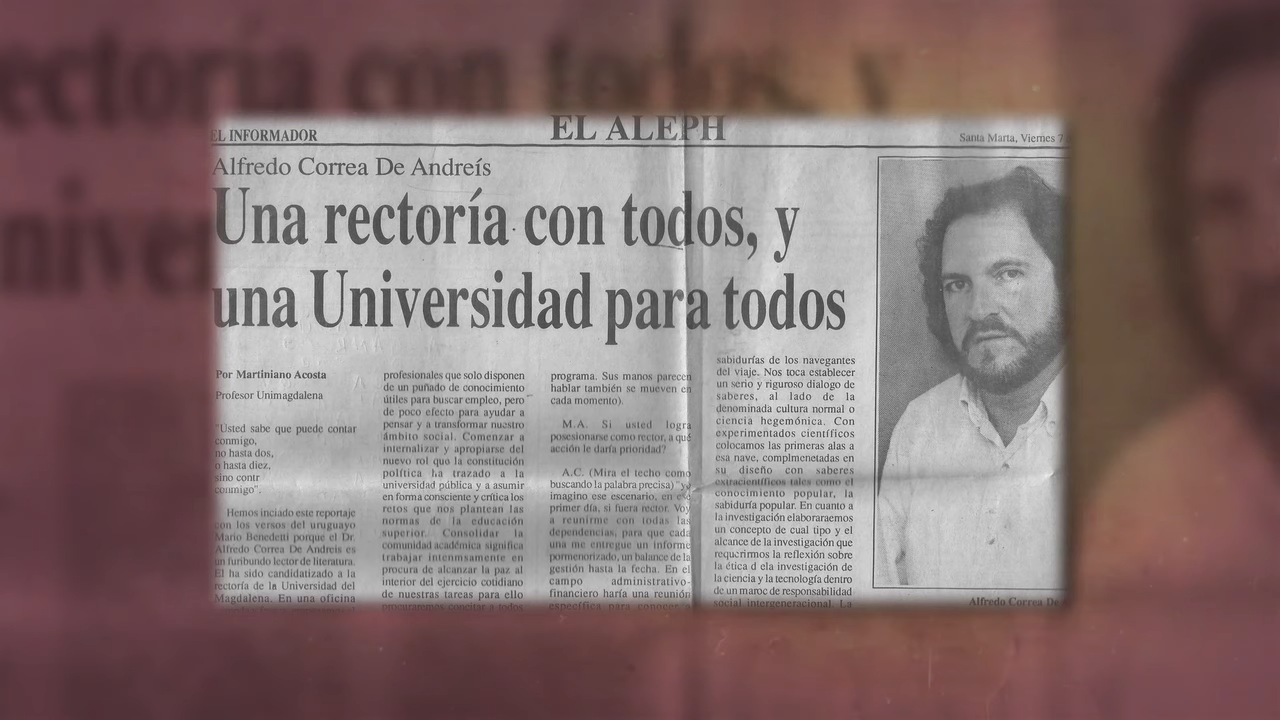 EL INFORMADOR
EL ALEPH
Santa Marta, Viernes 7
Alfredo Correa De Andreís
Una rectoría con todos, y
una Universidad para todos
Por Martiniano Acosta
Profesor Unimagdalena
"Usted sabe que puede contar
conmigo,
no hasta dos,
o hasta diez,
sino contr
conmigo".
Hemos inciado este reportaje
con los versos del uruguayo
Mario Benedetti porque el Dr.
Alfredo Correa De Andreis es
un furibundo lector de literatura.
El ha sido candidatizado a la
rectoría de la Universidad del
Magdalena. En una oficina
profesionales que solo disponen
de un puñado de conocimiento
útiles para buscar empleo, pero
de poco efecto para ayudar a
pensar y a transformar nuestro
ámbito social. Comenzar a
internalizar y apropiarse del
nuevo rol que la constitución
política ha trazado a la
universidad pública y a asumir
en forma consciente y crítica los
retos que nos plantean las
normas de la educación
superior. Consolidar la
comunidad académica significa
trabajar intensamente en
procura de alcanzar la paz al
interior del ejercicio cotidiano
de nuestras tareas para ello
procuraremos concitar a todos
programa. Sus manos parecen
hablar también se mueven en
cada momento).
M.A. Si usted logra
posesionarse como rector, a qué
acción le daría prioridad?
A.C. (Mira el techo como
buscando la palabra precisa) "yo
imagino ese escenario, en ese
primer día, si fuera rector. Voy
a reunirme con todas las
dependencias, para que cada
una me entregue un informe
pormenorizado, un balance de la
gestión hasta la fecha. En el
campo administrativo-
financiero haría una reunión
específica para conocer
sabidurías de los navegantes
del viaje. Nos toca establecer
un serio y riguroso dialogo de
saberes, al lado de la
denominada cultura normal o
ciencia hegemónica. Con
experimentados científicos
colocamos las primeras alas a
esa nave, complmenetadas en
su diseño con saberes
extracientíficos tales como el
conocimiento popular, la
sabiduría popular. En cuanto a
la investigación elaboraraemos
un concepto de cual tipo y el
alcance de la investigación que
requerirmos la reflexión sobre
la ética d ela investigación de
la ciencia y la tecnología dentro
de un maroc de responsabilidad
social intergeneracional. La
Alfredo Correa De